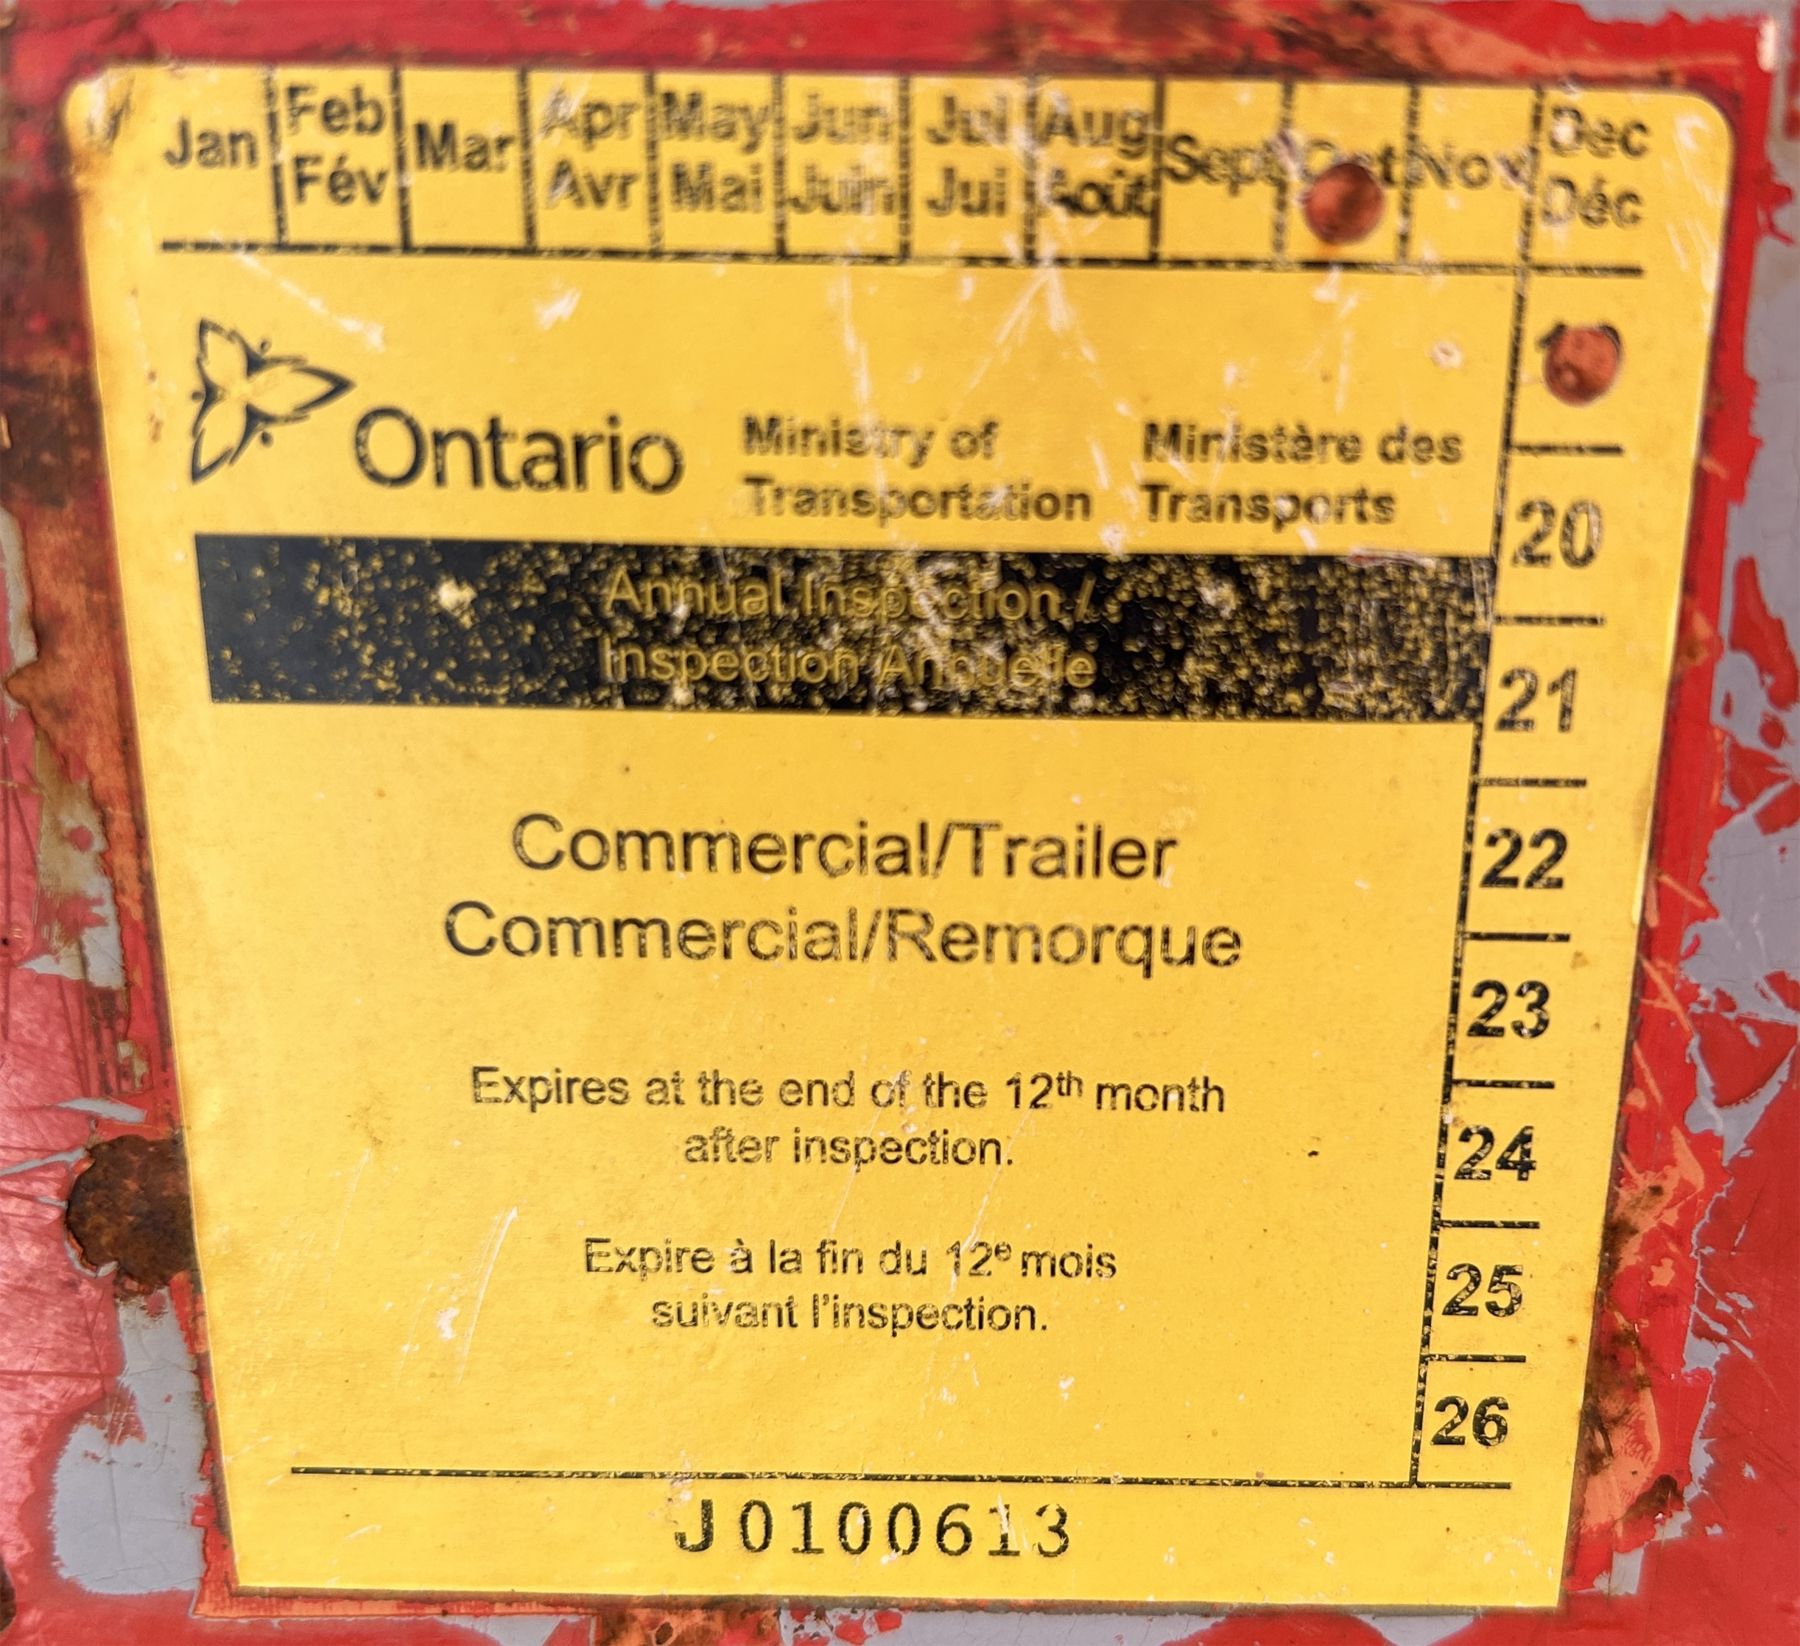 Jan Feb Mar Apr May Jun Jul Aug Sept Oct Nov Dec
Fév Avr Mai Juin Jui Août Déc
Ontario
Ministry of
Transportation
Ministère des
Transports
Annual Inspection /
Inspection Annuelle
Commercial/Trailer
Commercial/Remorque
Expires at the end of the 12th month
after inspection.
Expire à la fin du 12e mois
suivant l'inspection.
20
21
22
23
24
25
26
J0100613